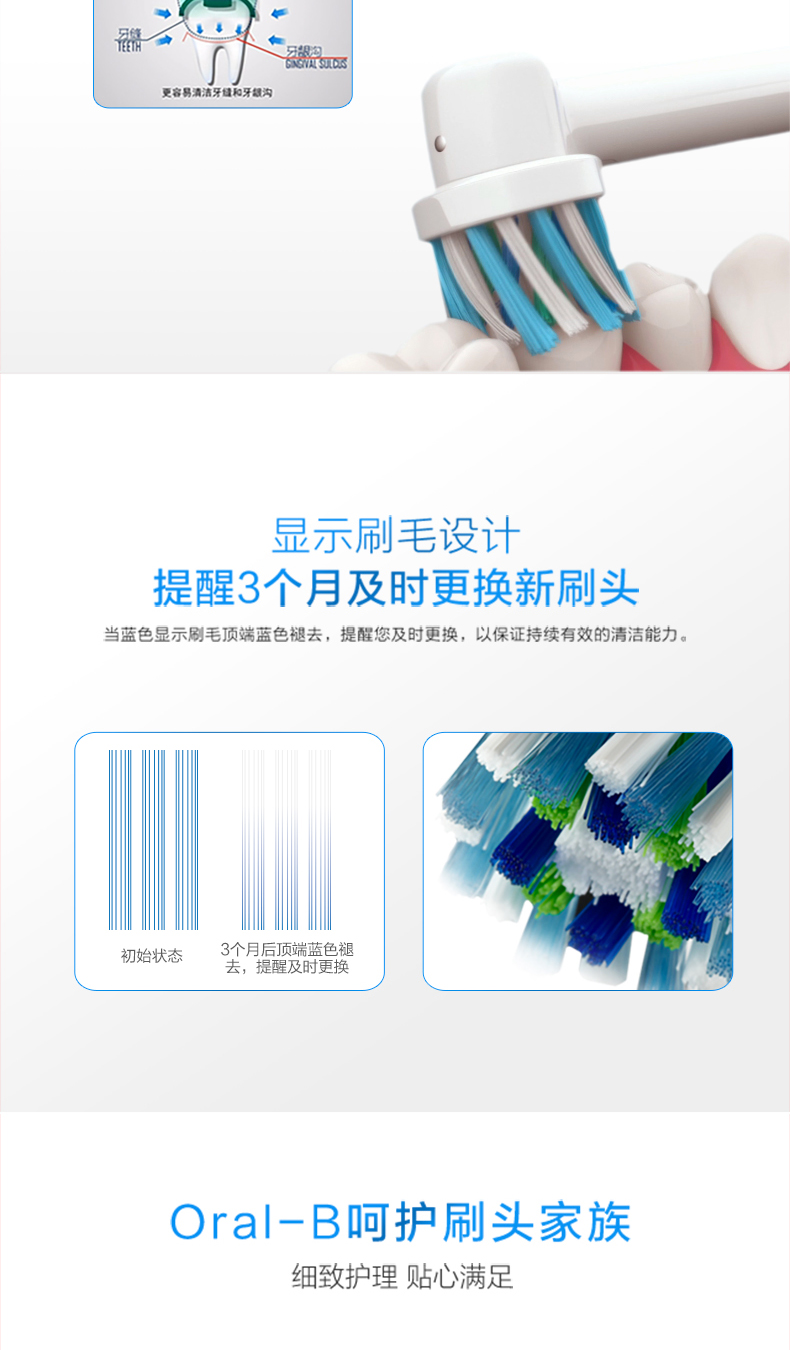 牙缝
TEETH
牙龈沟
GINGIVAL SULCUS
更容易清洁牙缝和牙龈沟
显示刷毛设计
提醒3个月及时更换新刷头
当蓝色显示刷毛顶端蓝色褪去，提醒您及时更换，以保证持续有效的清洁能力。
初始状态
3个月后顶端蓝色褪
去，提醒及时更换
Oral-B呵护刷头家族
细致护理 贴心满足